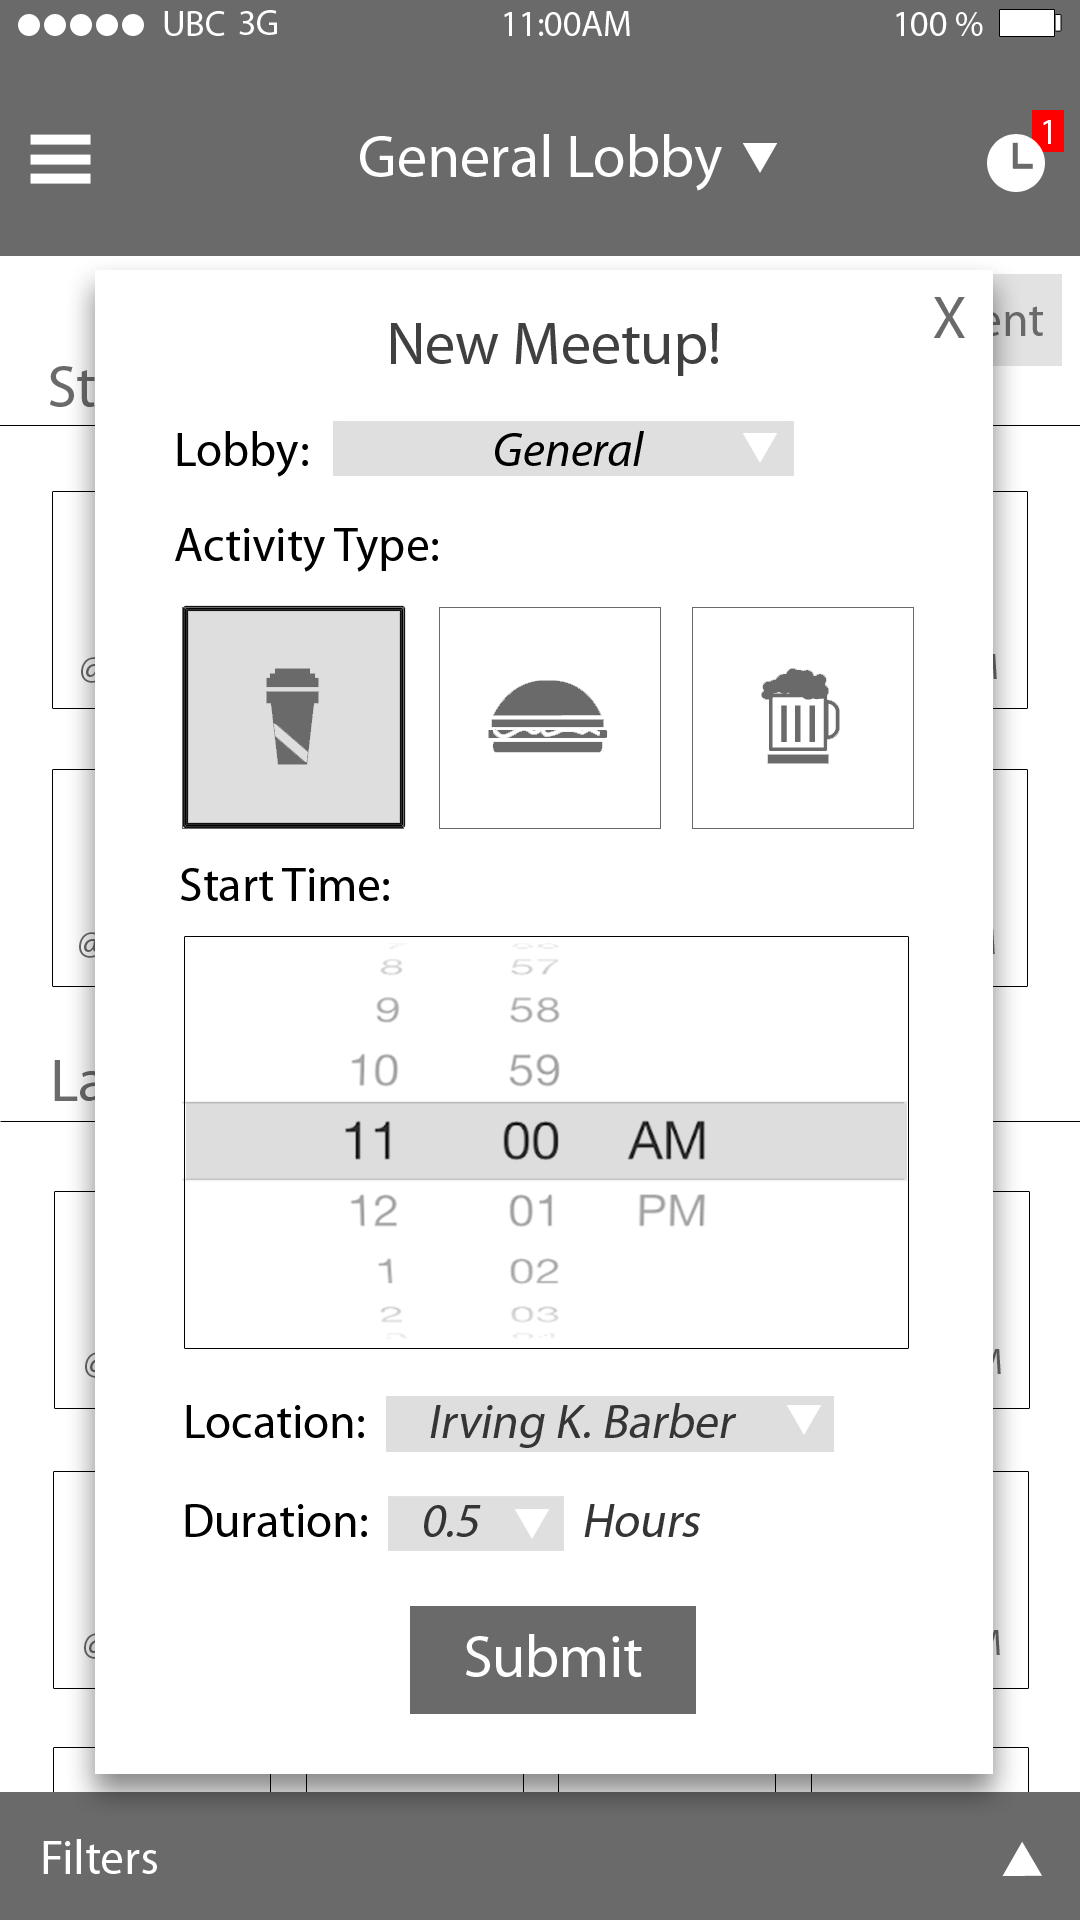 UBC 3G 11:00AM 100 %
General Lobby
1
ent
New Meetup!
X
St
Lobby: General
Activity Type:
@
Start Time:
8 57
9 58
10 59
11 00 AM
12 01 PM
1 02
2 03
@
La
@
M
Location: Irving K. Barber
Duration: 0.5 Hours
@
M
Submit
Filters